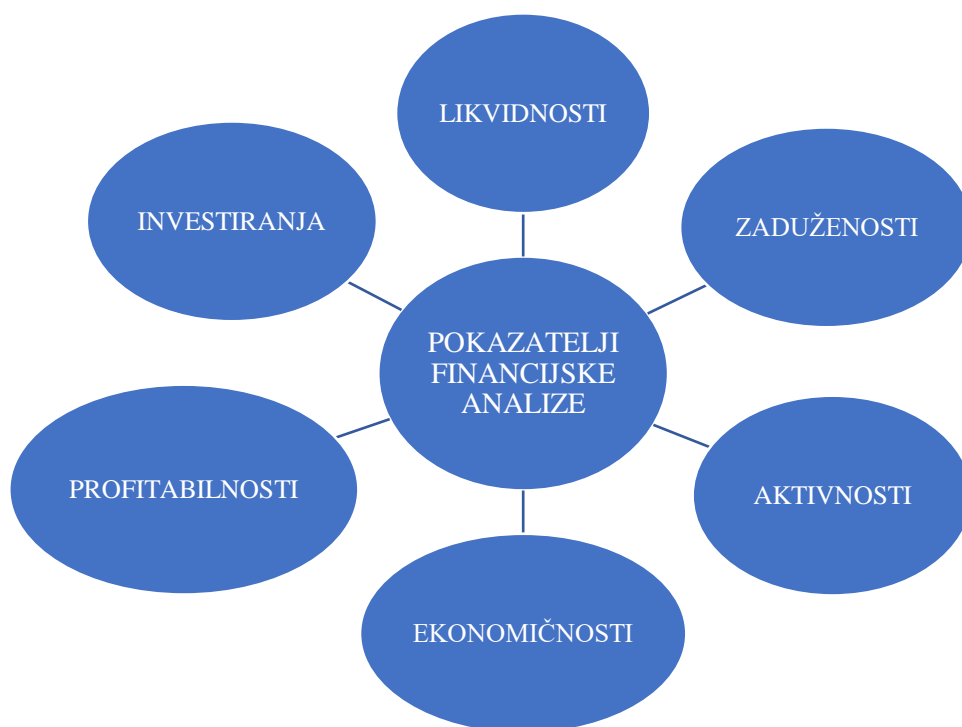 LIKVIDNOSTI
INVESTIRANJA
ZADUŽENOSTI
POKAZATELJI
FINANCIJSKE
ANALIZE
PROFITABILNOSTI
AKTIVNOSTI
EKONOMIČNOSTI